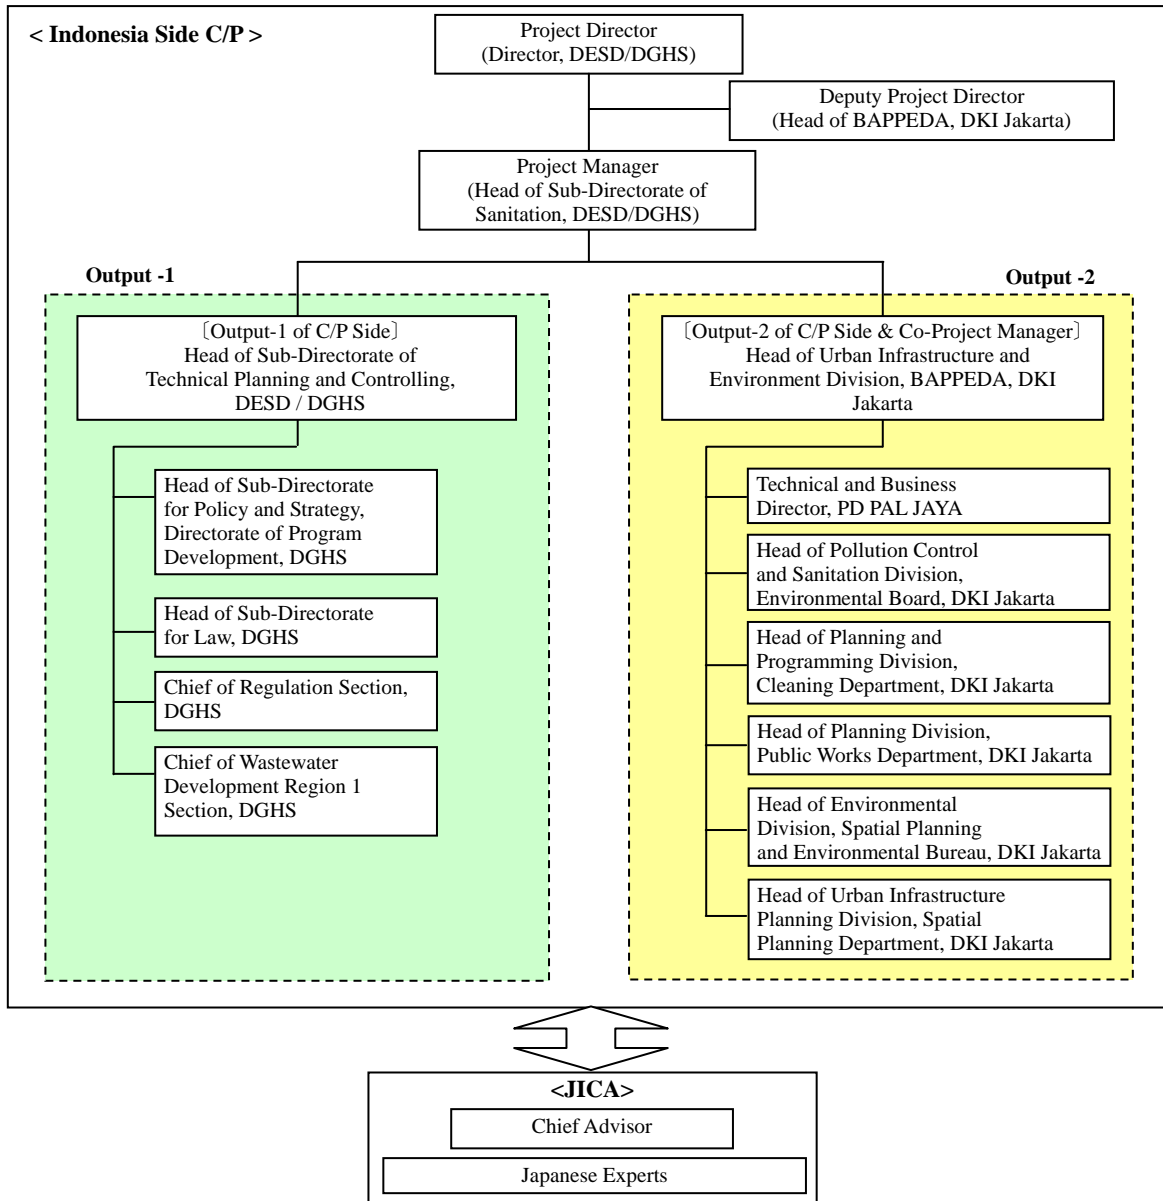 < Indonesia Side C/P >
Project Director
(Director, DESD/DGHS)
Deputy Project Director
(Head of BAPPEDA, DKI Jakarta)
Project Manager
(Head of Sub-Directorate of
Sanitation, DESD/DGHS)
Output -1
〔Output-1 of C/P Side〕
Head of Sub-Directorate of
Technical Planning and Controlling,
DESD / DGHS
Head of Sub-Directorate
for Policy and Strategy,
Directorate of Program
Development, DGHS
Head of Sub-Directorate
for Law, DGHS
Chief of Regulation Section,
DGHS
Chief of Wastewater
Development Region 1
Section, DGHS
Output -2
〔Output-2 of C/P Side & Co-Project Manager〕
Head of Urban Infrastructure and
Environment Division, BAPPEDA, DKI
Jakarta
Technical and Business
Director, PD PAL JAYA
Head of Pollution Control
and Sanitation Division,
Environmental Board, DKI Jakarta
Head of Planning and
Programming Division,
Cleaning Department, DKI Jakarta
Head of Planning Division,
Public Works Department, DKI Jakarta
Head of Environmental
Division, Spatial Planning
and Environmental Bureau, DKI Jakarta
Head of Urban Infrastructure
Planning Division, Spatial
Planning Department, DKI Jakarta
<JICA>
Chief Advisor
Japanese Experts